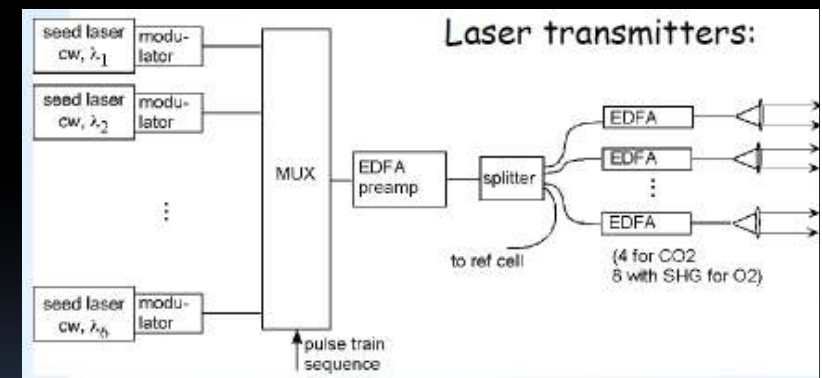 Laser transmitters:
seed laser
cw, λ1
modu-
lator
seed laser
cw, λ2
modu-
lator
⋮
seed laser
cw, λ6
modu-
lator
MUX
pulse train
sequence
EDFA
preamp
splitter
to ref cell
EDFA
EDFA
⋮
EDFA
(4 for CO2
8 with SHG for O2)